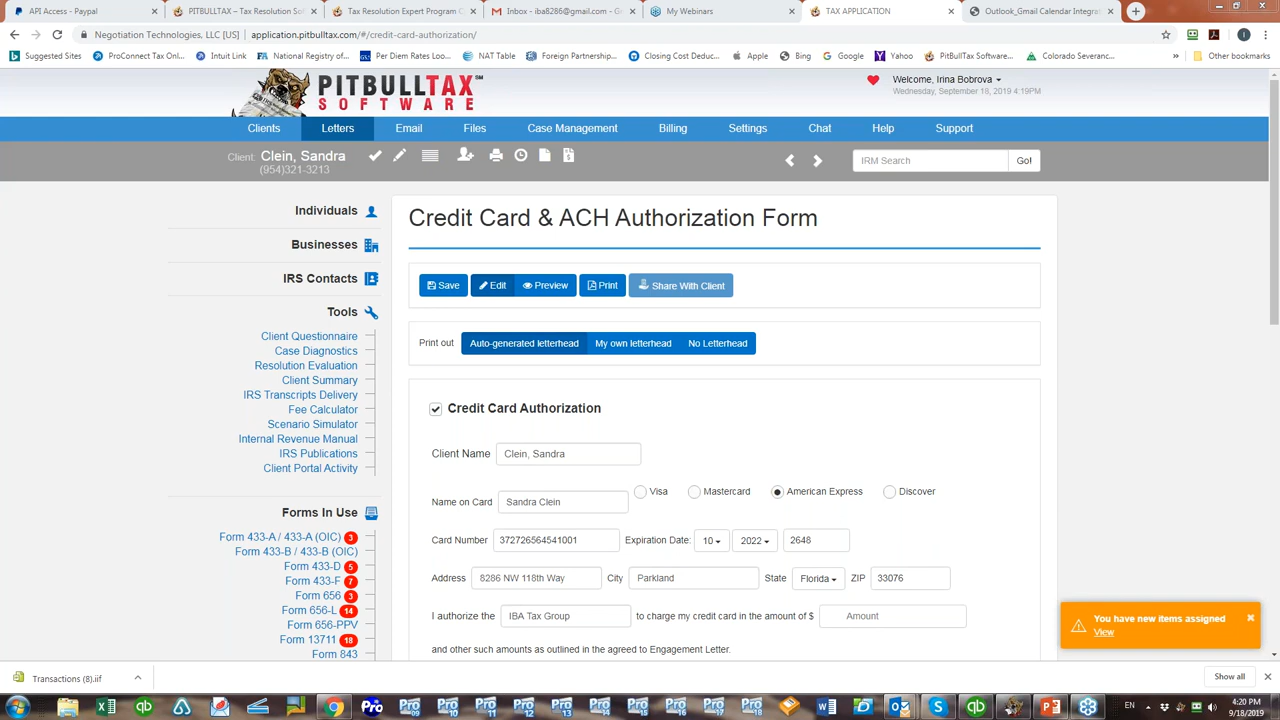 API Access - Paypal
PITBULLTAX – Tax Resolution Sof
Tax Resolution Expert Program C
Inbox - iba8286@gmail.com - G
My Webinars
TAX APPLICATION
Outlook_Gmail Calendar Integrat
Negotiation Technologies, LLC [US] | application.pitbulltax.com/#/credit-card-authorization/
Suggested Sites
ProConnect Tax Onl...
Intuit Link
National Registry of...
Per Diem Rates Loo...
NAT Table
Foreign Partnership...
Closing Cost Deduc...
Apple
Bing
Google
Yahoo
PitBullTax Software...
Colorado Severanc...
»
Other bookmarks
PITBULLTAX SM
SOFTWARE
Welcome, Irina Bobrova
Wednesday, September 18, 2019 4:19PM
Clients Letters Email Files Case Management Billing Settings Chat Help Support
Client: Clein, Sandra
(954)321-3213
IRM Search
Go!
Individuals
Businesses
IRS Contacts
Tools
Client Questionnaire
Case Diagnostics
Resolution Evaluation
Client Summary
IRS Transcripts Delivery
Fee Calculator
Scenario Simulator
Internal Revenue Manual
IRS Publications
Client Portal Activity
Forms In Use
Form 433-A / 433-A (OIC) 3
Form 433-B / 433-B (OIC)
Form 433-D 5
Form 433-F 7
Form 656 3
Form 656-L 14
Form 656-PPV
Form 13711 18
Form 843
Credit Card & ACH Authorization Form
Save Edit Preview Print Share With Client
Print out Auto-generated letterhead My own letterhead No Letterhead
Credit Card Authorization
Client Name Clein, Sandra
Name on Card Sandra Clein Visa Mastercard American Express Discover
Card Number 372726564541001 Expiration Date: 10 2022 2648
Address 8286 NW 118th Way City Parkland State Florida ZIP 33076
I authorize the IBA Tax Group to charge my credit card in the amount of $ Amount
and other such amounts as outlined in the agreed to Engagement Letter.
You have new items assigned
View
Transactions (8).iif
Show all
EN
4:20 PM
9/18/2019